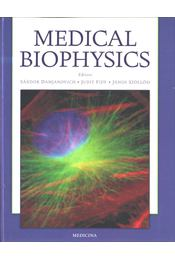 MEDICAL
BIOPHYSICS
Editors
SÁNDOR DAMJANOVICH • JUDIT FIDY • JÁNOS SZÖLLŐSI
MEDICINA